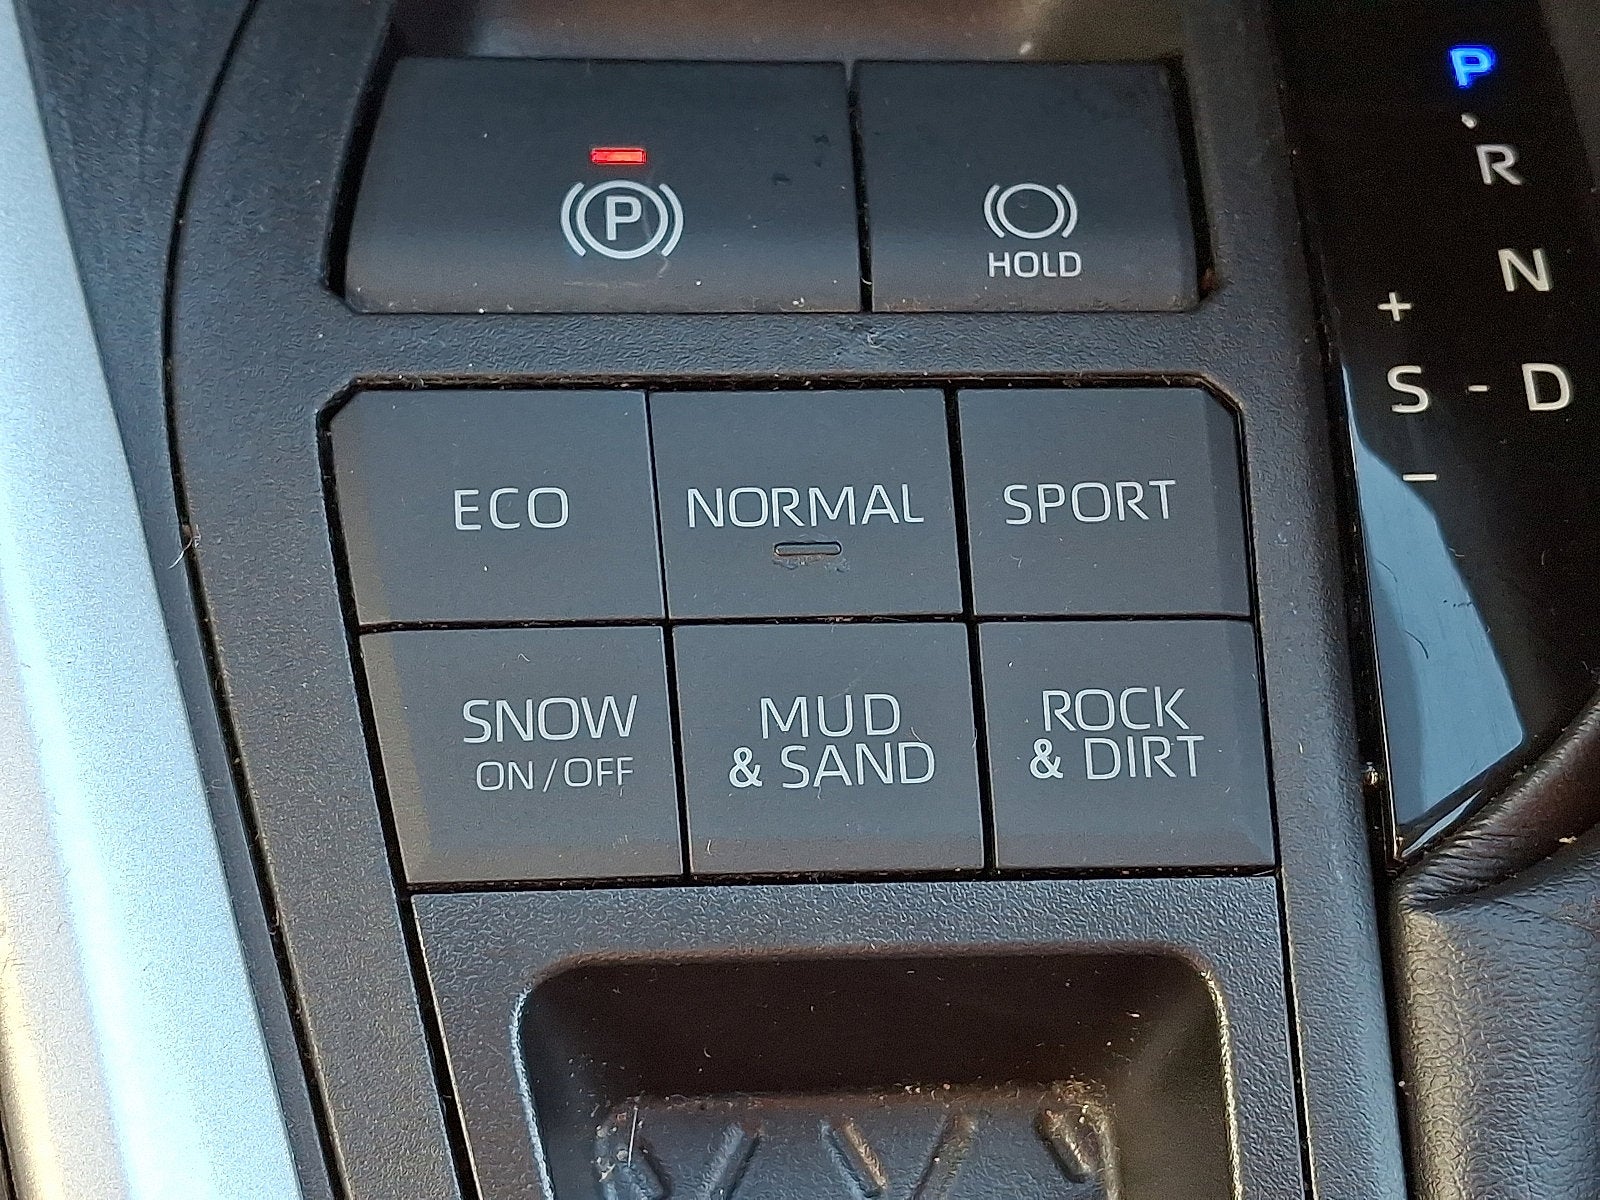 P
HOLD
ECO
NORMAL
SPORT
SNOW
ON/OFF
MUD
& SAND
ROCK
& DIRT
P
R
N
+
S - D
−